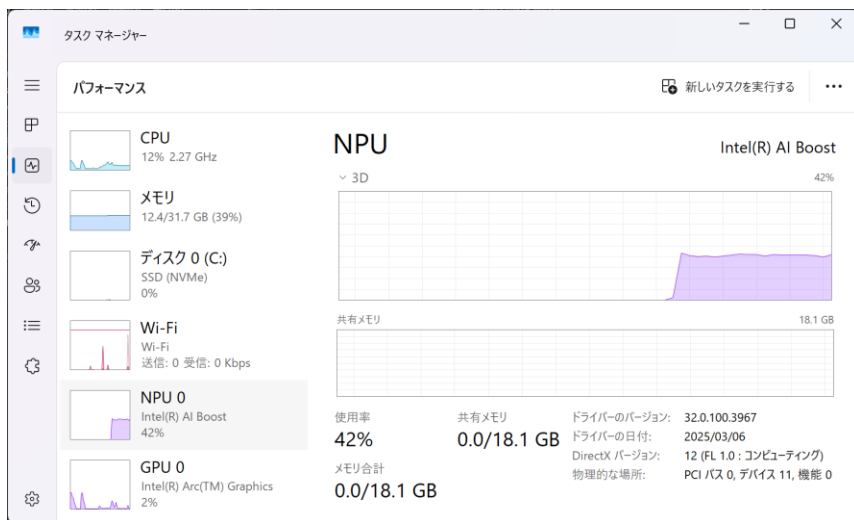 タスク マネージャー
パフォーマンス
新しいタスクを実行する
CPU
12% 2.27 GHz
メモリ
12.4/31.7 GB (39%)
ディスク 0 (C:)
SSD (NVMe)
0%
Wi-Fi
Wi-Fi
送信: 0 受信: 0 Kbps
NPU 0
Intel(R) AI Boost
42%
GPU 0
Intel(R) Arc(TM) Graphics
2%
NPU
Intel(R) AI Boost
3D
42%
共有メモリ
18.1 GB
使用率
42%
共有メモリ
0.0/18.1 GB
メモリ合計
0.0/18.1 GB
ドライバーのバージョン: 32.0.100.3967
ドライバーの日付: 2025/03/06
DirectX バージョン: 12 (FL 1.0 : コンピューティング)
物理的な場所: PCI バス 0, デバイス 11, 機能 0